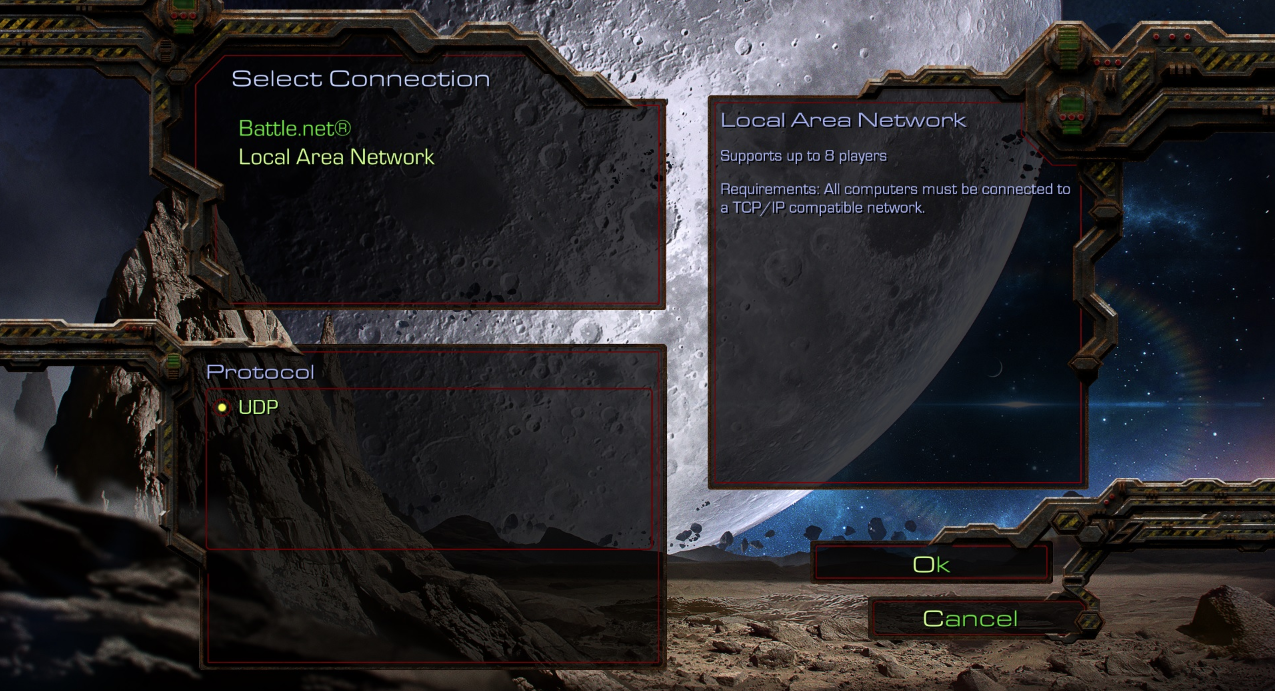 Select Connection
Battle.net®
Local Area Network
Protocol
UDP
Local Area Network
Supports up to 8 players
Requirements: All computers must be connected to
a TCP/IP compatible network.
Ok
Cancel